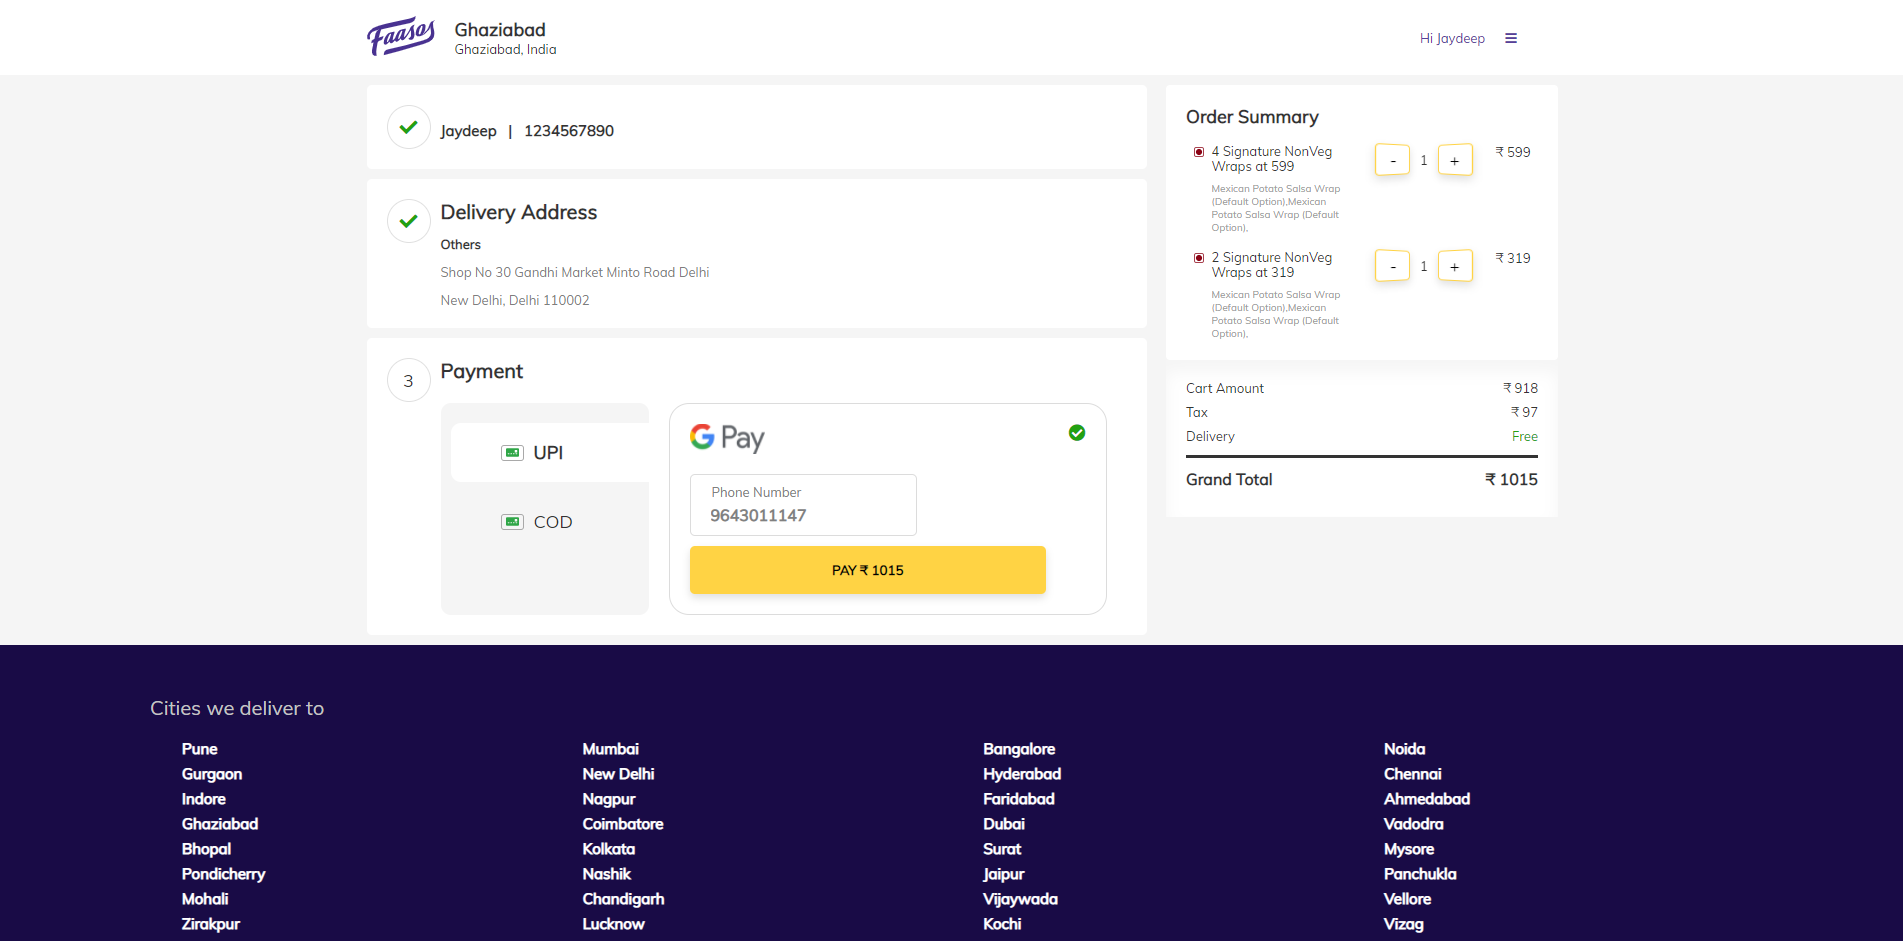 Faasos
Ghaziabad
Ghaziabad, India
Hi Jaydeep
Jaydeep | 1234567890
Delivery Address
Others
Shop No 30 Gandhi Market Minto Road Delhi
New Delhi, Delhi 110002
3
Payment
UPI
COD
G Pay
Phone Number
9643011147
PAY ₹ 1015
Order Summary
4 Signature NonVeg
Wraps at 599
- 1 + ₹ 599
Mexican Potato Salsa Wrap
(Default Option),Mexican
Potato Salsa Wrap (Default
Option),
2 Signature NonVeg
Wraps at 319
- 1 + ₹ 319
Mexican Potato Salsa Wrap
(Default Option),Mexican
Potato Salsa Wrap (Default
Option),
Cart Amount ₹ 918
Tax ₹ 97
Delivery Free
Grand Total ₹ 1015
Cities we deliver to
Pune Mumbai Bangalore Noida
Gurgaon New Delhi Hyderabad Chennai
Indore Nagpur Faridabad Ahmedabad
Ghaziabad Coimbatore Dubai Vadodra
Bhopal Kolkata Surat Mysore
Pondicherry Nashik Jaipur Panchukla
Mohali Chandigarh Vijaywada Vellore
Zirakpur Lucknow Kochi Vizag